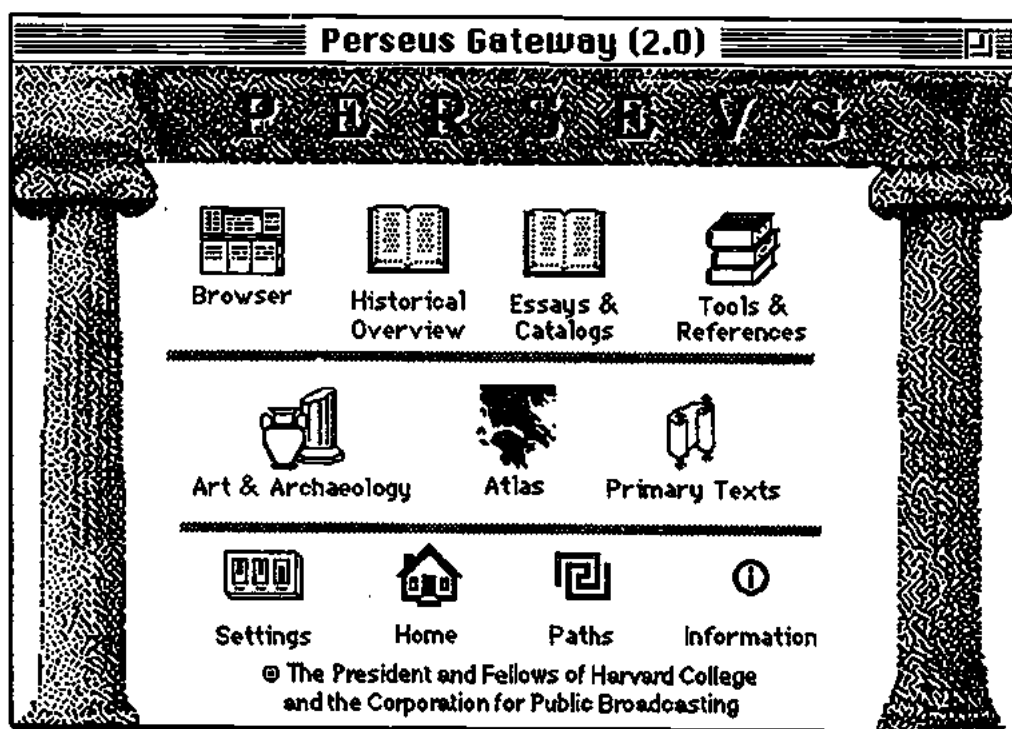 Perseus Gateway (2.0)
P E R S E V S
Browser
Historical
Overview
Essays &
Catalogs
Tools &
References
Art & Archaeology
Atlas
Primary Texts
Settings
Home
Paths
Information
© The President and Fellows of Harvard College
and the Corporation for Public Broadcasting